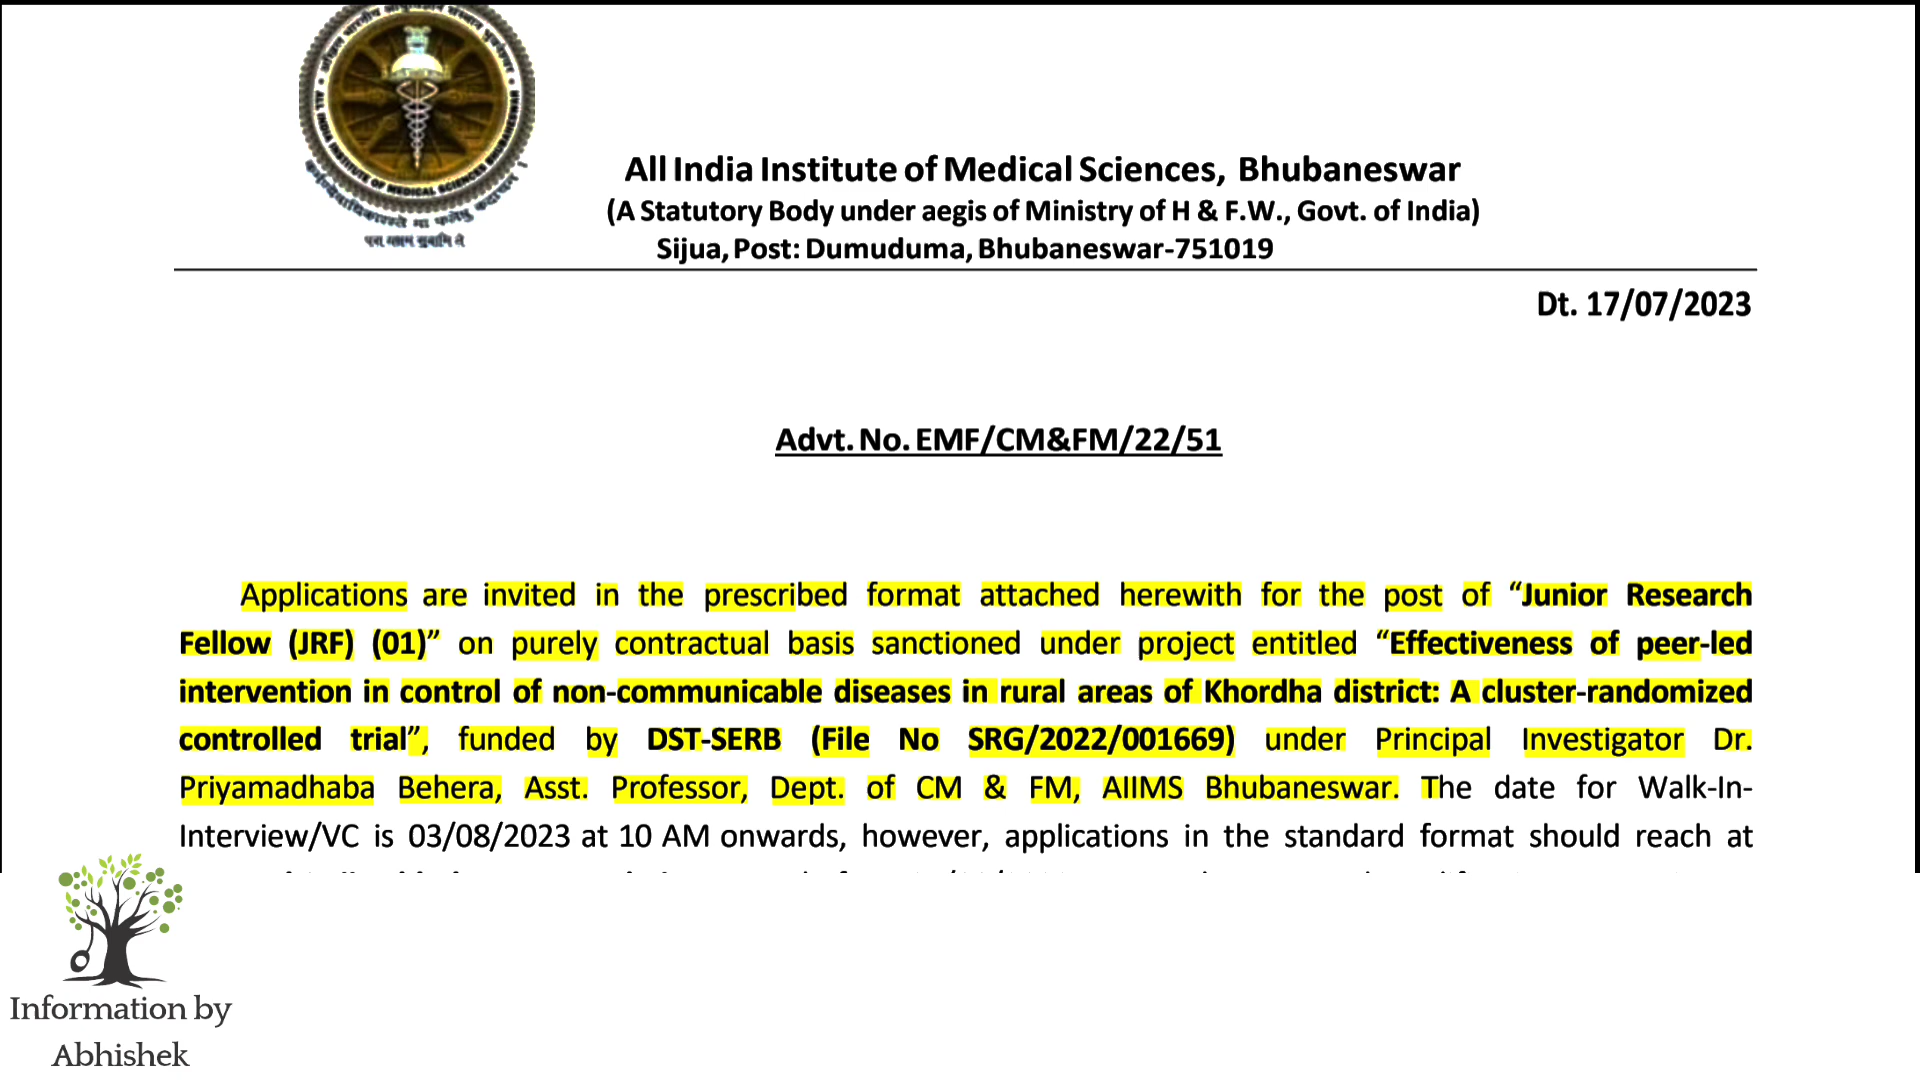 ALL INDIA INSTITUTE OF MEDICAL SCIENCES
All India Institute of Medical Sciences, Bhubaneswar
(A Statutory Body under aegis of Ministry of H & F.W., Govt. of India)
Sijua, Post: Dumuduma, Bhubaneswar-751019
Dt. 17/07/2023
Advt. No. EMF/CM&FM/22/51
Applications are invited in the prescribed format attached herewith for the post of “Junior Research
Fellow (JRF) (01)” on purely contractual basis sanctioned under project entitled “Effectiveness of peer-led
intervention in control of non-communicable diseases in rural areas of Khordha district: A cluster-randomized
controlled trial”, funded by DST-SERB (File No SRG/2022/001669) under Principal Investigator Dr.
Priyamadhaba Behera, Asst. Professor, Dept. of CM & FM, AIIMS Bhubaneswar. The date for Walk-In-
Interview/VC is 03/08/2023 at 10 AM onwards, however, applications in the standard format should reach at
Information by
Abhishek